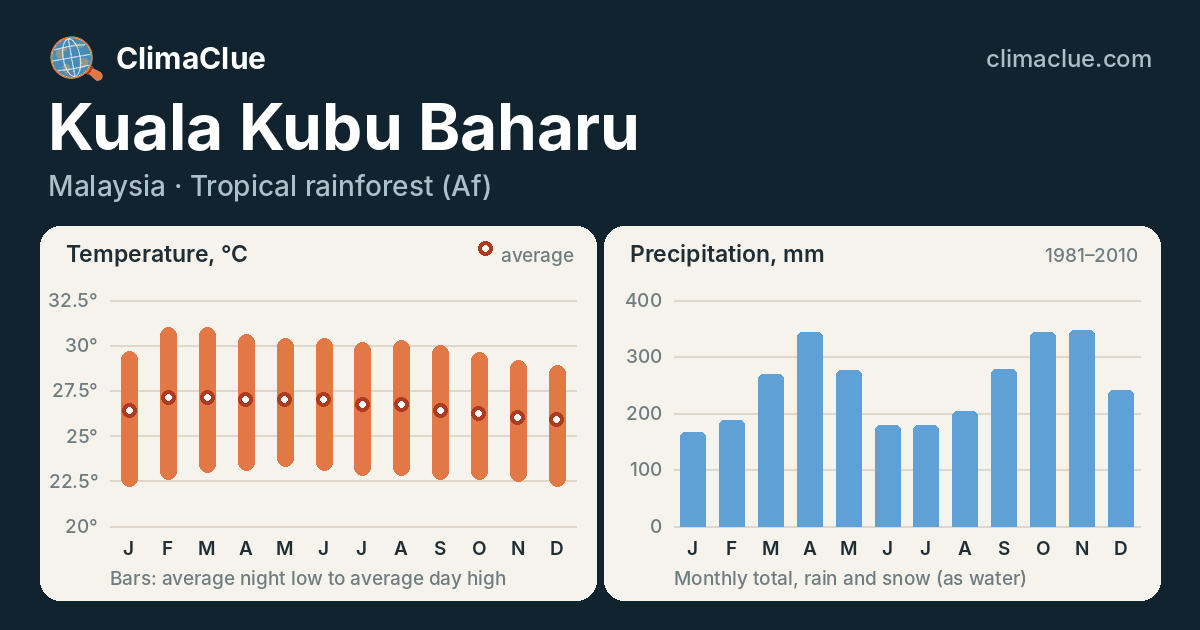 ClimaClue
climaclue.com
Kuala Kubu Baharu
Malaysia · Tropical rainforest (Af)
Temperature, °C
average
32.5°
30°
27.5°
25°
22.5°
20°
J F M A M J J A S O N D
Bars: average night low to average day high
Precipitation, mm
1981–2010
400
300
200
100
0
J F M A M J J A S O N D
Monthly total, rain and snow (as water)